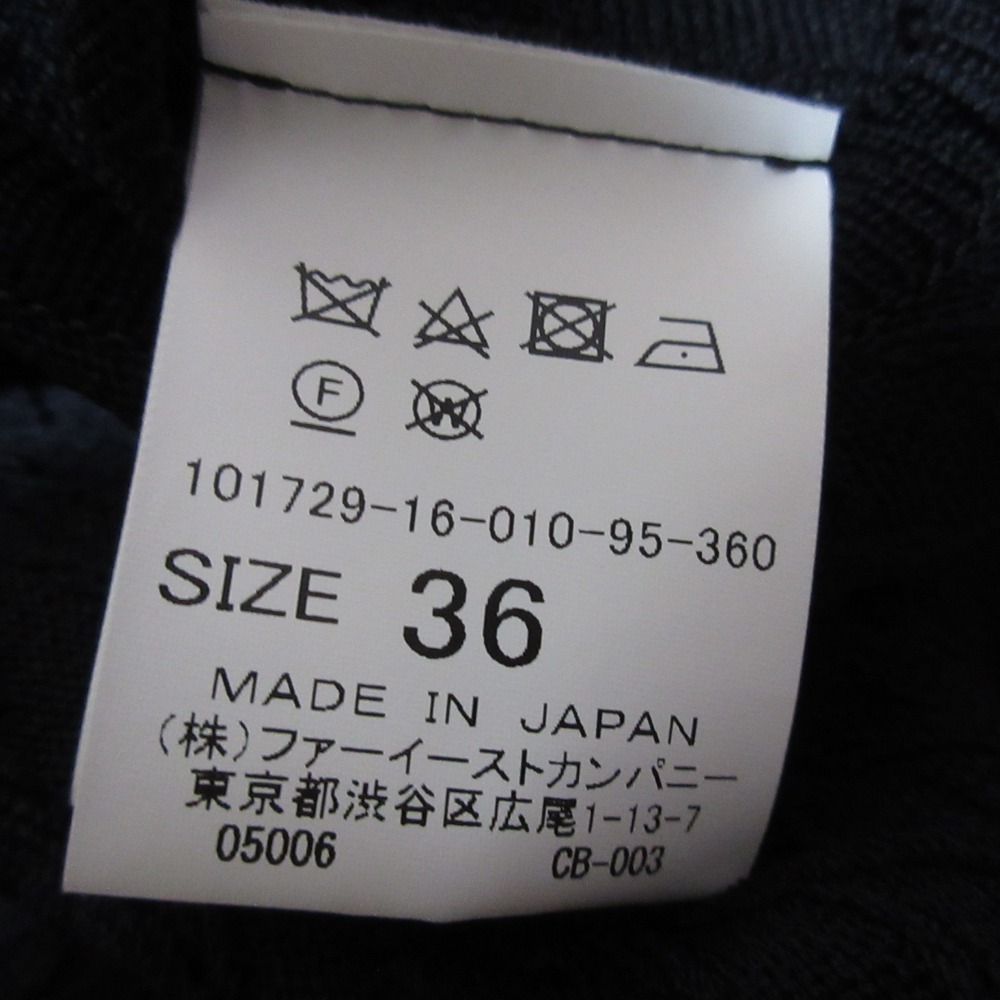 F W
101729-16-010-95-360
SIZE 36
MADE IN JAPAN
(株)ファーイーストカンパニー
東京都渋谷区広尾1-13-7
05006 CB-003